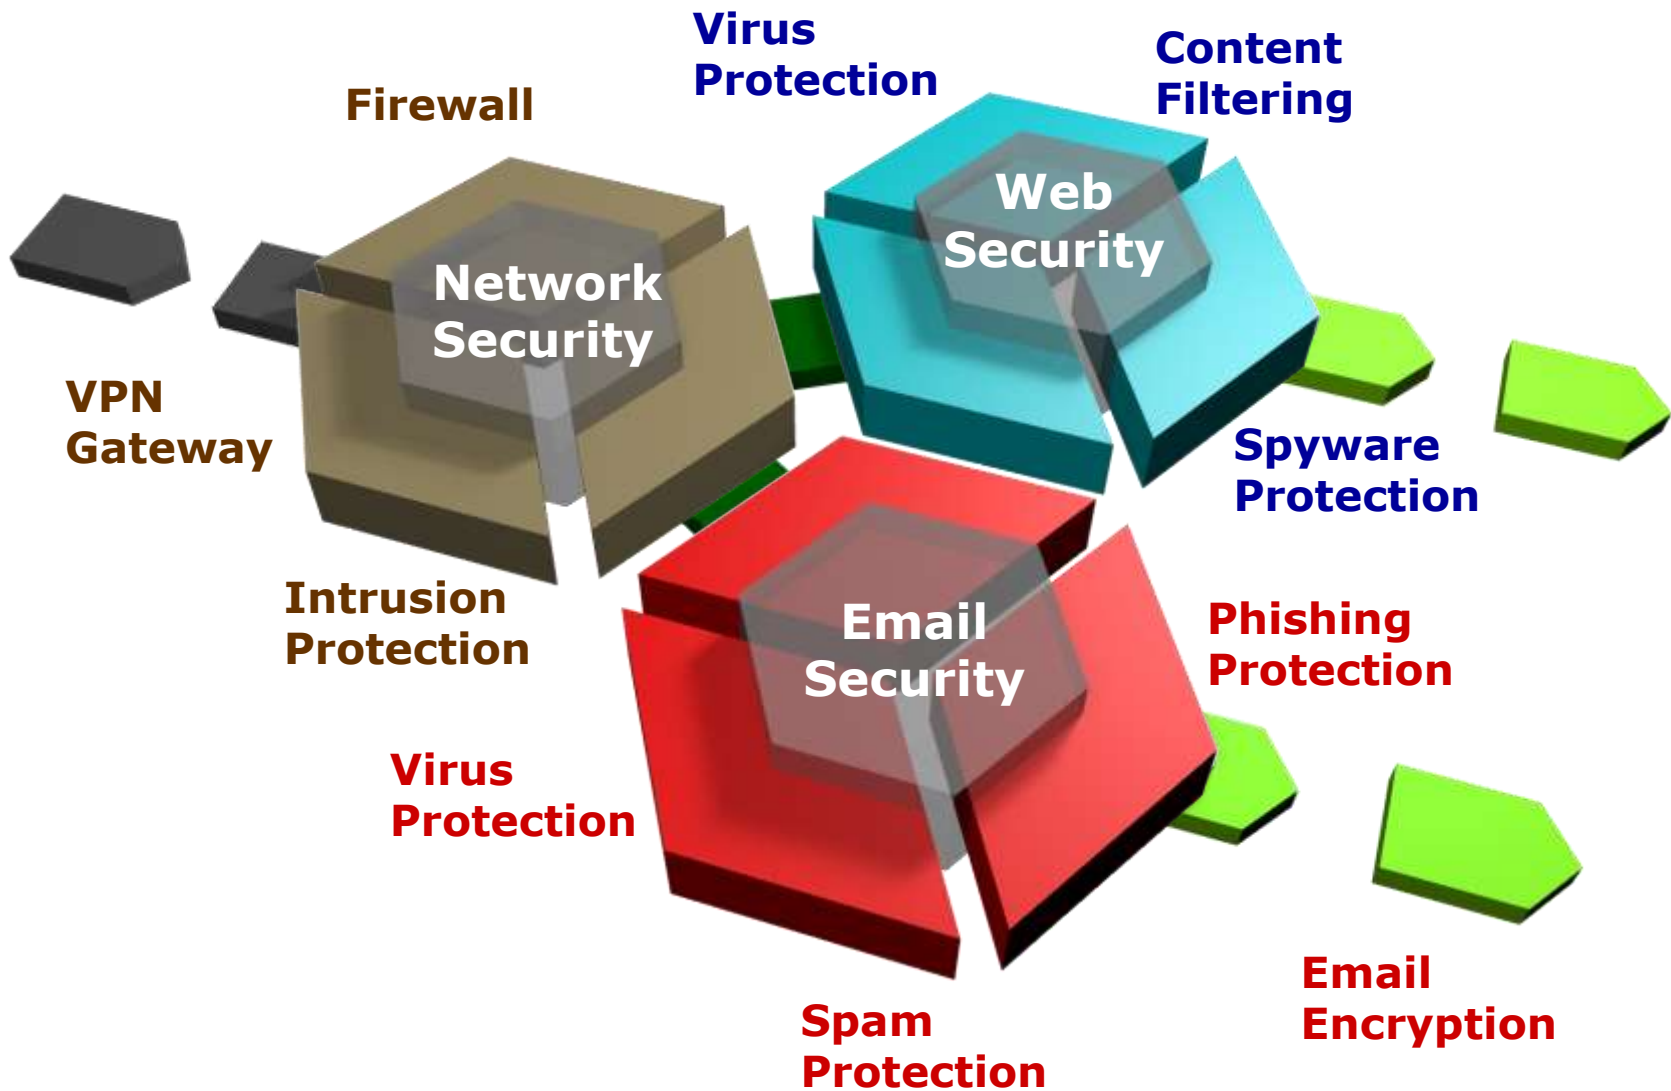 Virus
Protection
Content
Filtering
Firewall
Web
Security
Network
Security
VPN
Gateway
Spyware
Protection
Intrusion
Protection
Email
Security
Phishing
Protection
Virus
Protection
Email
Encryption
Spam
Protection